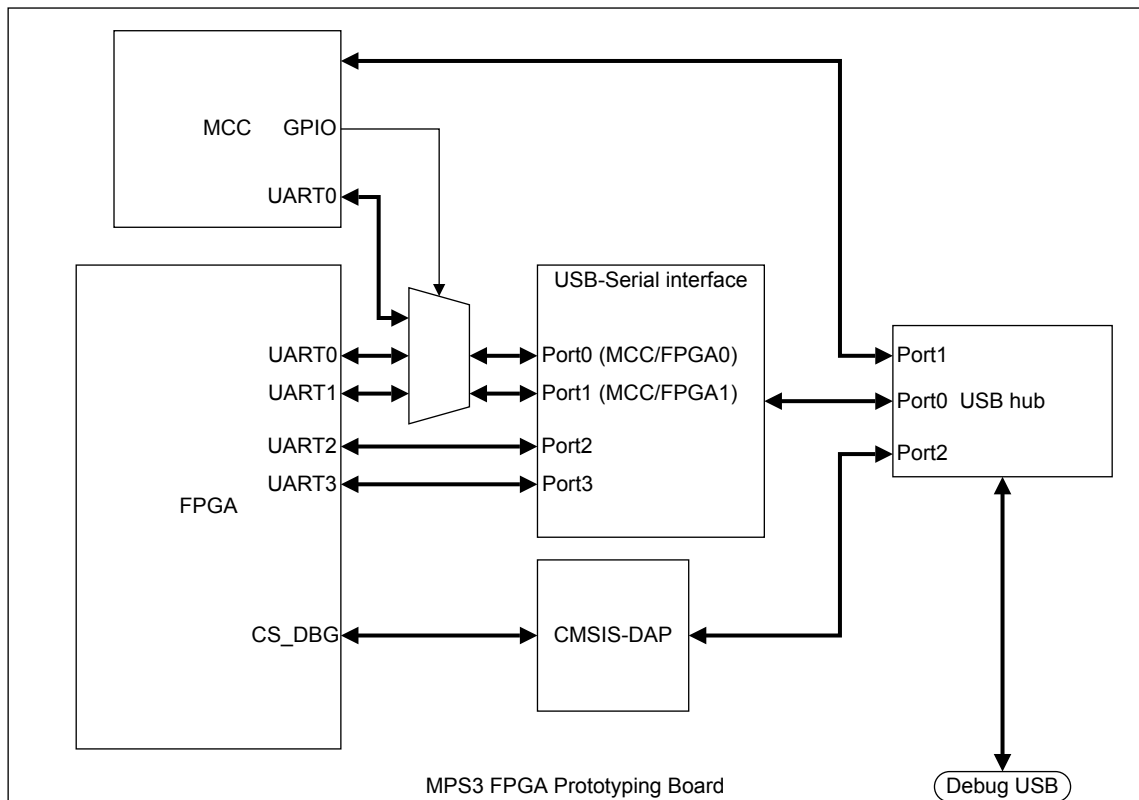 MCC GPIO
UART0
USB-Serial interface
UART0
Port0 (MCC/FPGA0)
Port1
UART1
Port1 (MCC/FPGA1)
Port0 USB hub
UART2
Port2
Port2
UART3
Port3
FPGA
CS_DBG
CMSIS-DAP
MPS3 FPGA Prototyping Board
Debug USB